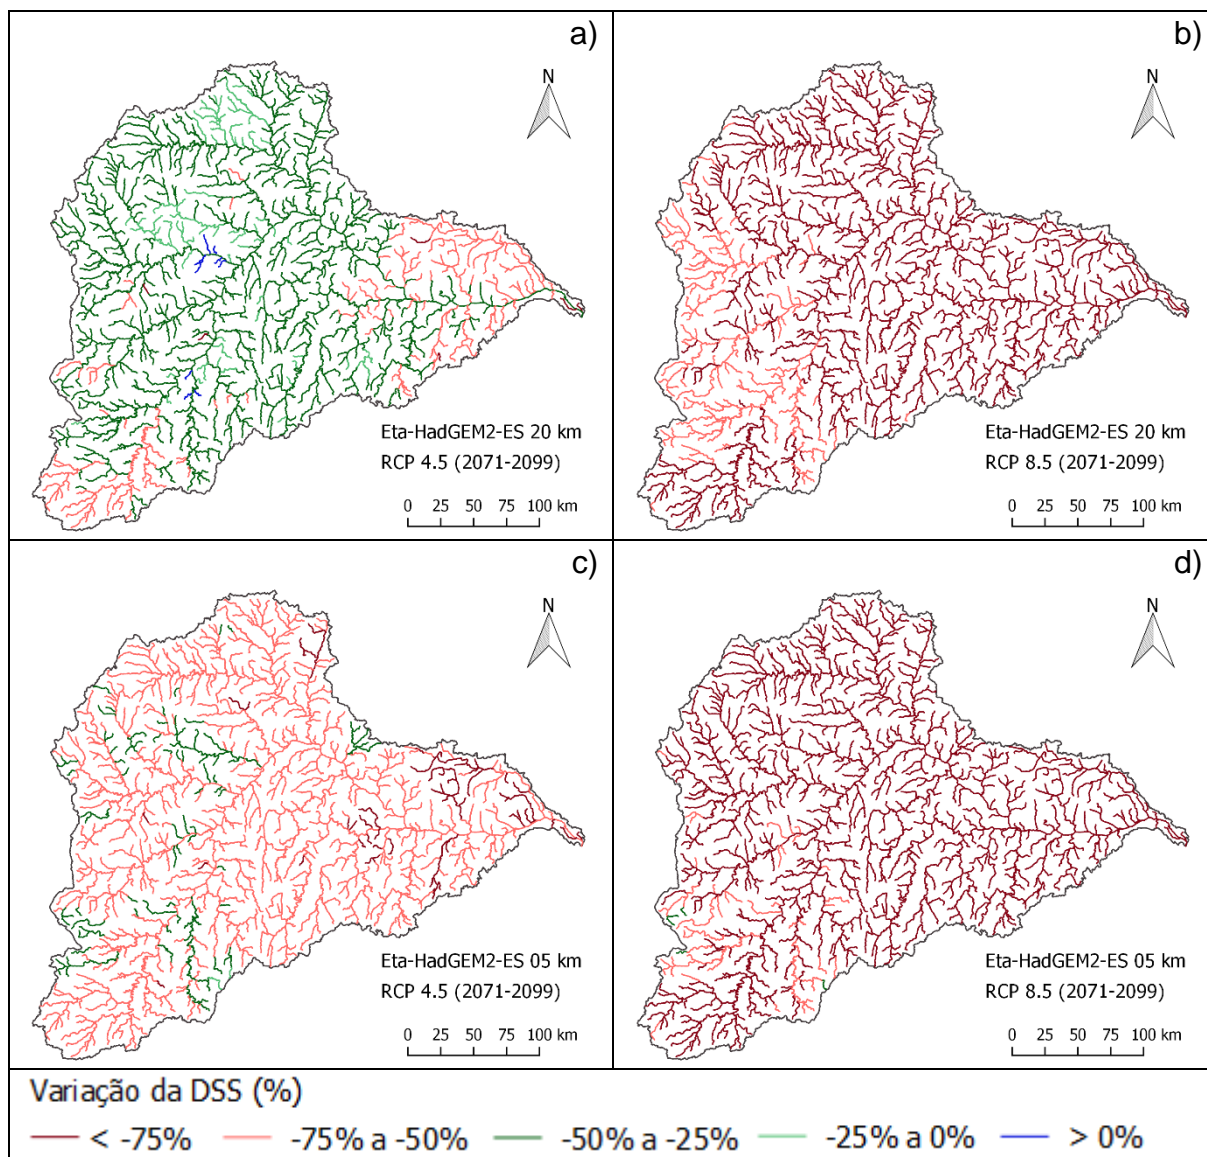 a)
N
Eta-HadGEM2-ES 20 km
RCP 4.5 (2071-2099)
0 25 50 75 100 km
b)
N
Eta-HadGEM2-ES 20 km
RCP 8.5 (2071-2099)
0 25 50 75 100 km
c)
N
Eta-HadGEM2-ES 05 km
RCP 4.5 (2071-2099)
0 25 50 75 100 km
d)
N
Eta-HadGEM2-ES 05 km
RCP 8.5 (2071-2099)
0 25 50 75 100 km
Variação da DSS (%)
< -75% -75% a -50% -50% a -25% -25% a 0% > 0%